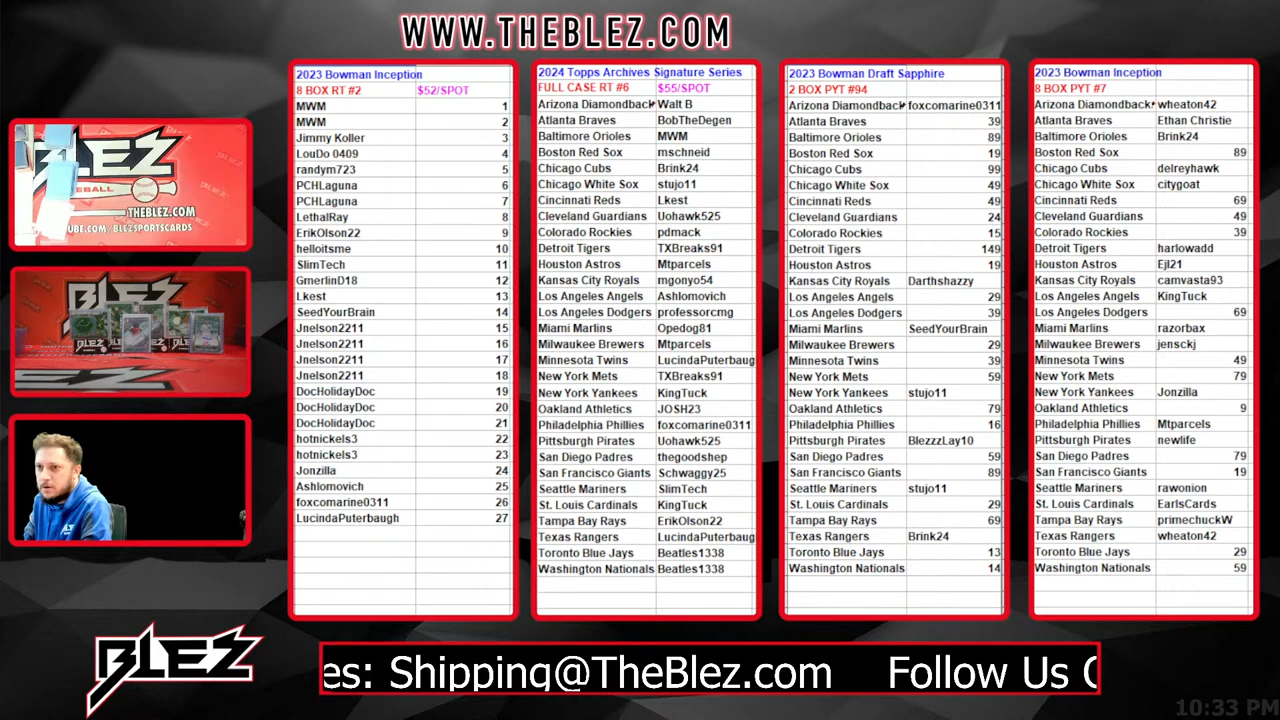 WWW.THEBLEZ.COM
BLEZ
BASEBALL
THEBLEZ.COM
UBE.COM/BLEZSPORTSCARDS
BLEZ
2023 Bowman Inception
8 BOX RT #2 $52/SPOT
MWM 1
MWM 2
Jimmy Koller 3
LouDo 0409 4
randym723 5
PCHLaguna 6
PCHLaguna 7
LethalRay 8
ErikOlson22 9
helloitsme 10
SlimTech 11
GmerlinD18 12
Lkest 13
SeedYourBrain 14
Jnelson2211 15
Jnelson2211 16
Jnelson2211 17
Jnelson2211 18
DocHolidayDoc 19
DocHolidayDoc 20
DocHolidayDoc 21
hotnickels3 22
hotnickels3 23
Jonzilla 24
Ashlomovich 25
foxcomarine0311 26
LucindaPuterbaugh 27
2024 Topps Archives Signature Series
FULL CASE RT #6 $55/SPOT
Arizona Diamondback Walt B
Atlanta Braves BobTheDegen
Baltimore Orioles MWM
Boston Red Sox mschneid
Chicago Cubs Brink24
Chicago White Sox stujo11
Cincinnati Reds Lkest
Cleveland Guardians Uohawk525
Colorado Rockies pdmack
Detroit Tigers TXBreaks91
Houston Astros Mtparcels
Kansas City Royals mgonyo54
Los Angeles Angels Ashlomovich
Los Angeles Dodgers professorcmg
Miami Marlins Opedog81
Milwaukee Brewers Mtparcels
Minnesota Twins LucindaPuterbaug
New York Mets TXBreaks91
New York Yankees KingTuck
Oakland Athletics JOSH23
Philadelphia Phillies foxcomarine0311
Pittsburgh Pirates Uohawk525
San Diego Padres thegoodshep
San Francisco Giants Schwaggy25
Seattle Mariners SlimTech
St. Louis Cardinals KingTuck
Tampa Bay Rays ErikOlson22
Texas Rangers LucindaPuterbaug
Toronto Blue Jays Beatles1338
Washington Nationals Beatles1338
2023 Bowman Draft Sapphire
2 BOX PYT #94
Arizona Diamondback foxcomarine0311
Atlanta Braves 39
Baltimore Orioles 89
Boston Red Sox 19
Chicago Cubs 99
Chicago White Sox 49
Cincinnati Reds 49
Cleveland Guardians 24
Colorado Rockies 15
Detroit Tigers 149
Houston Astros 19
Kansas City Royals Darthshazzy
Los Angeles Angels 29
Los Angeles Dodgers 39
Miami Marlins SeedYourBrain
Milwaukee Brewers 29
Minnesota Twins 39
New York Mets 59
New York Yankees stujo11
Oakland Athletics 79
Philadelphia Phillies 16
Pittsburgh Pirates BlezzzLay10
San Diego Padres 59
San Francisco Giants 89
Seattle Mariners stujo11
St. Louis Cardinals 29
Tampa Bay Rays 69
Texas Rangers Brink24
Toronto Blue Jays 13
Washington Nationals 14
2023 Bowman Inception
8 BOX PYT #7
Arizona Diamondback wheaton42
Atlanta Braves Ethan Christie
Baltimore Orioles Brink24
Boston Red Sox 89
Chicago Cubs delreyhawk
Chicago White Sox citygoat
Cincinnati Reds 69
Cleveland Guardians 49
Colorado Rockies 39
Detroit Tigers harlowadd
Houston Astros Ejl21
Kansas City Royals camvasta93
Los Angeles Angels KingTuck
Los Angeles Dodgers 69
Miami Marlins razorbax
Milwaukee Brewers jensckj
Minnesota Twins 49
New York Mets 79
New York Yankees Jonzilla
Oakland Athletics 9
Philadelphia Phillies Mtparcels
Pittsburgh Pirates newlife
San Diego Padres 79
San Francisco Giants 19
Seattle Mariners rawonion
St. Louis Cardinals EarlsCards
Tampa Bay Rays primechuckW
Texas Rangers wheaton42
Toronto Blue Jays 29
Washington Nationals 59
BLEZ
es: Shipping@TheBlez.com Follow Us
10:33 PM